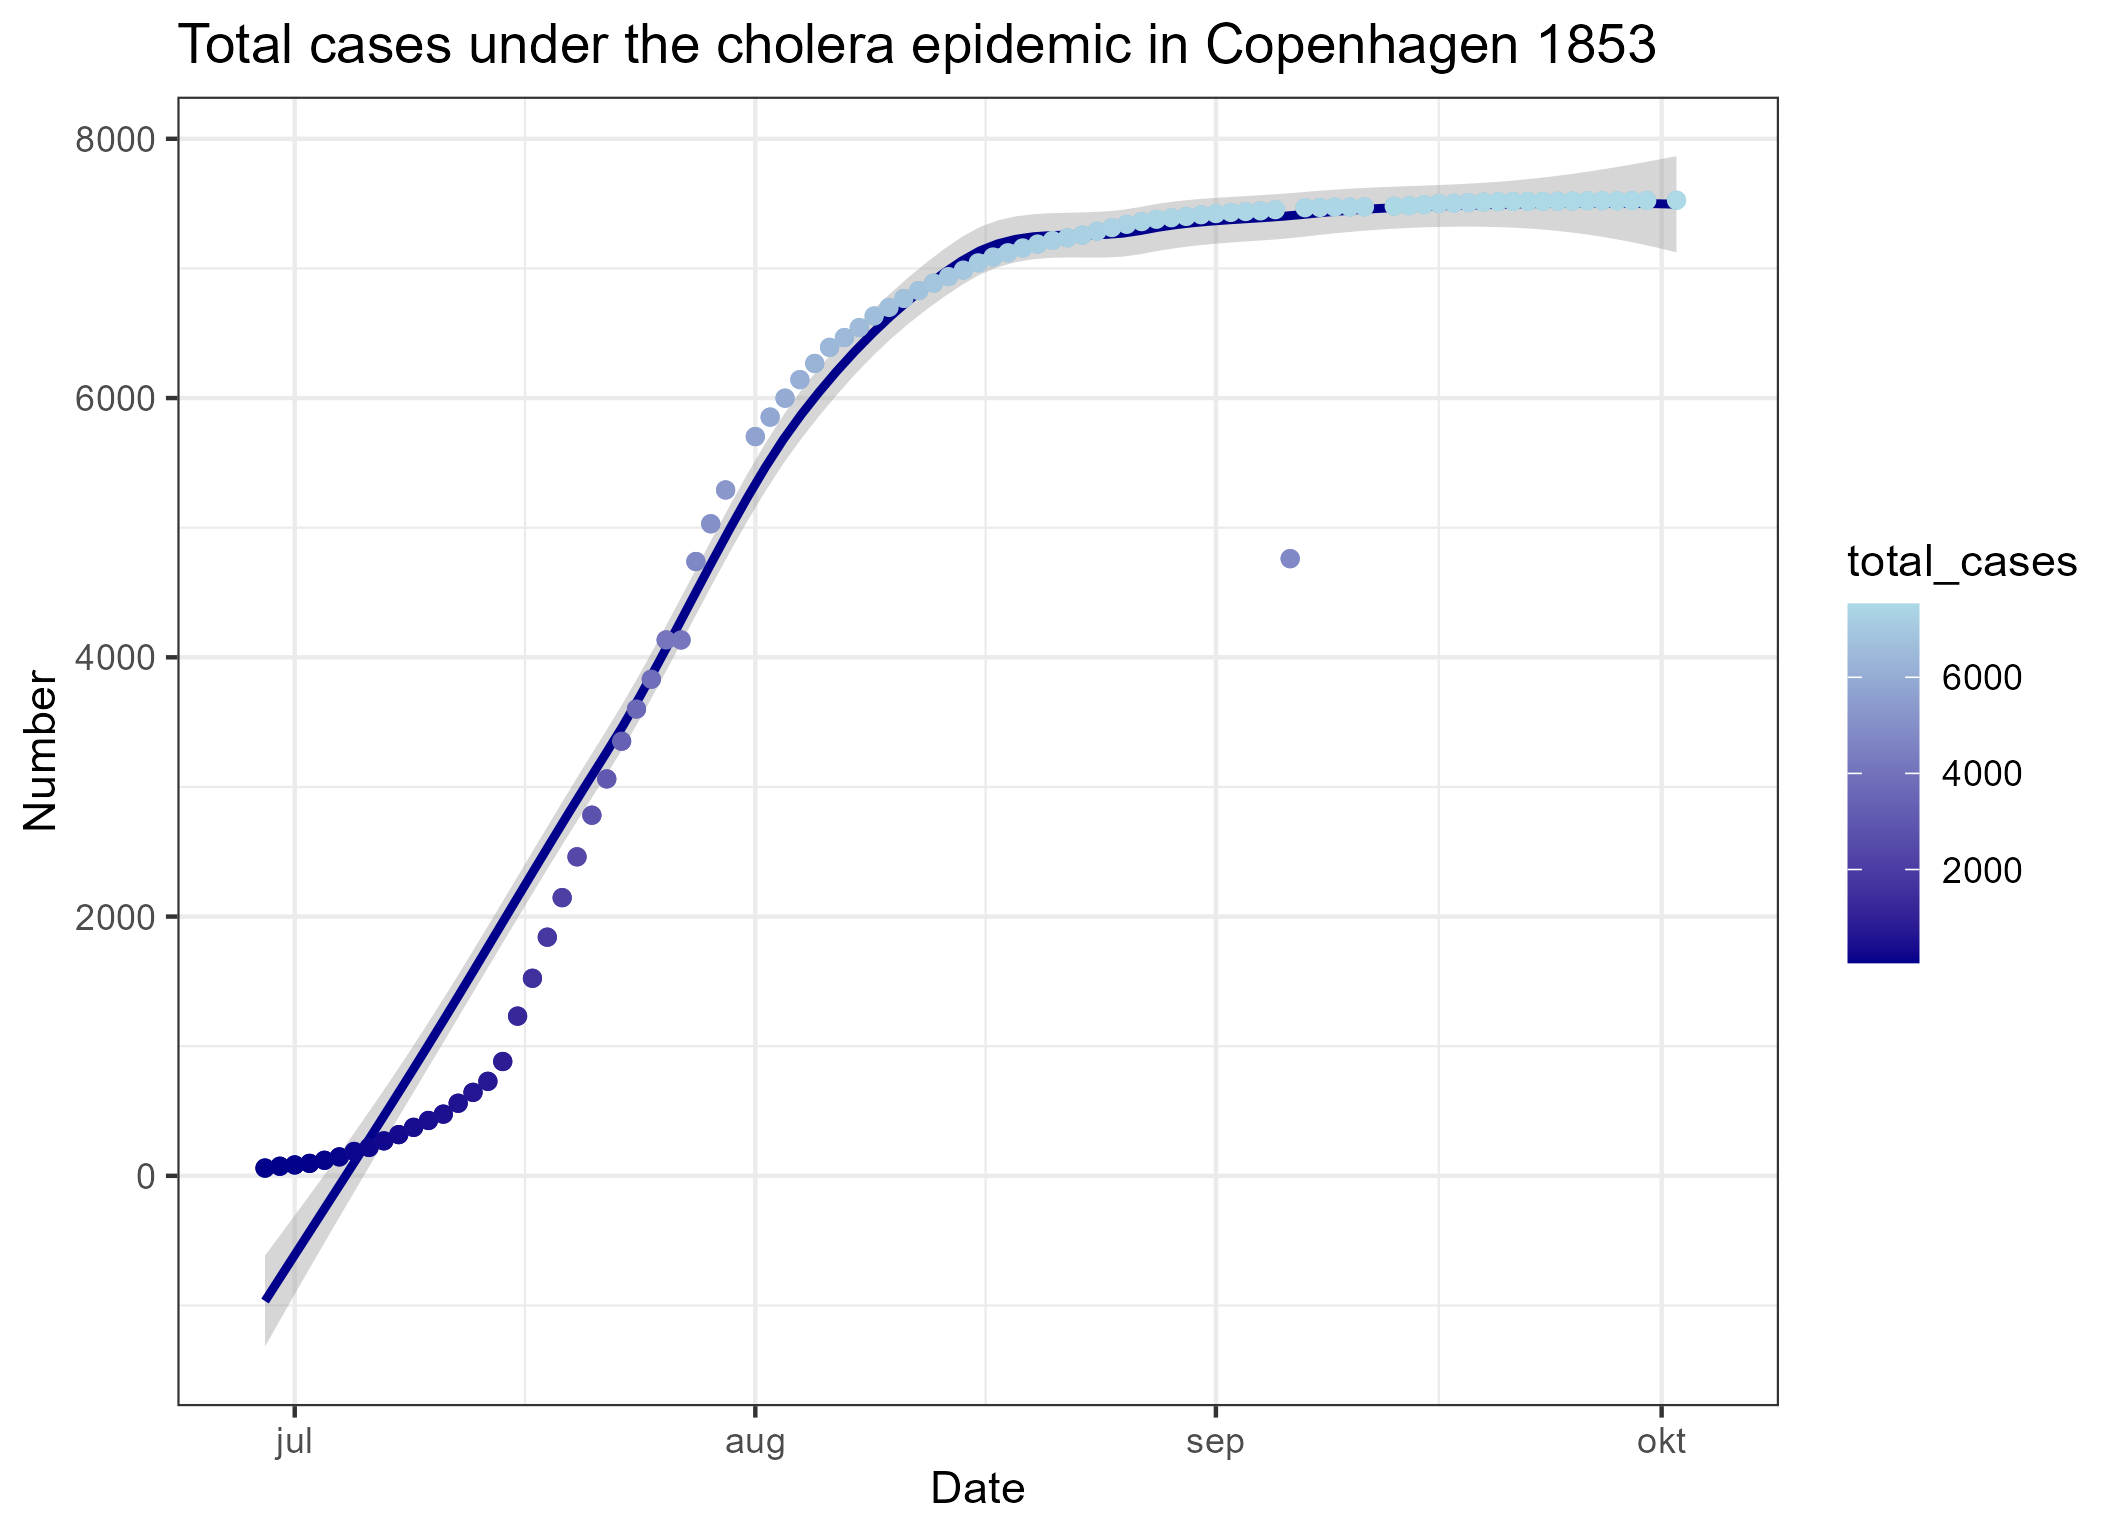 Total cases under the cholera epidemic in Copenhagen 1853
8000
6000
4000
2000
0
Number
jul
aug
sep
okt
Date
total_cases
6000
4000
2000